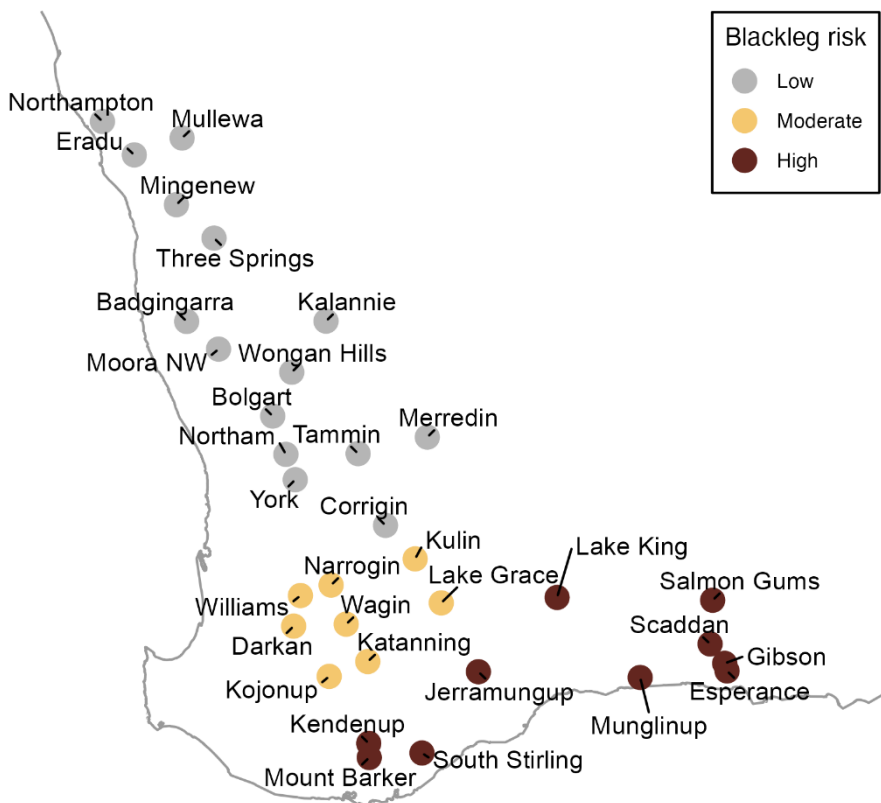 Blackleg risk
Low
Moderate
High
Northampton
Mullewa
Eradu
Mingenew
Three Springs
Badgingarra
Kalannie
Moora NW
Wongan Hills
Bolgart
Merredin
Northam
Tammin
York
Corrigin
Kulin
Lake King
Narrogin
Lake Grace
Salmon Gums
Williams
Wagin
Scaddan
Darkan
Katanning
Gibson
Kojonup
Jerramungup
Esperance
Munglinup
Kendenup
South Stirling
Mount Barker